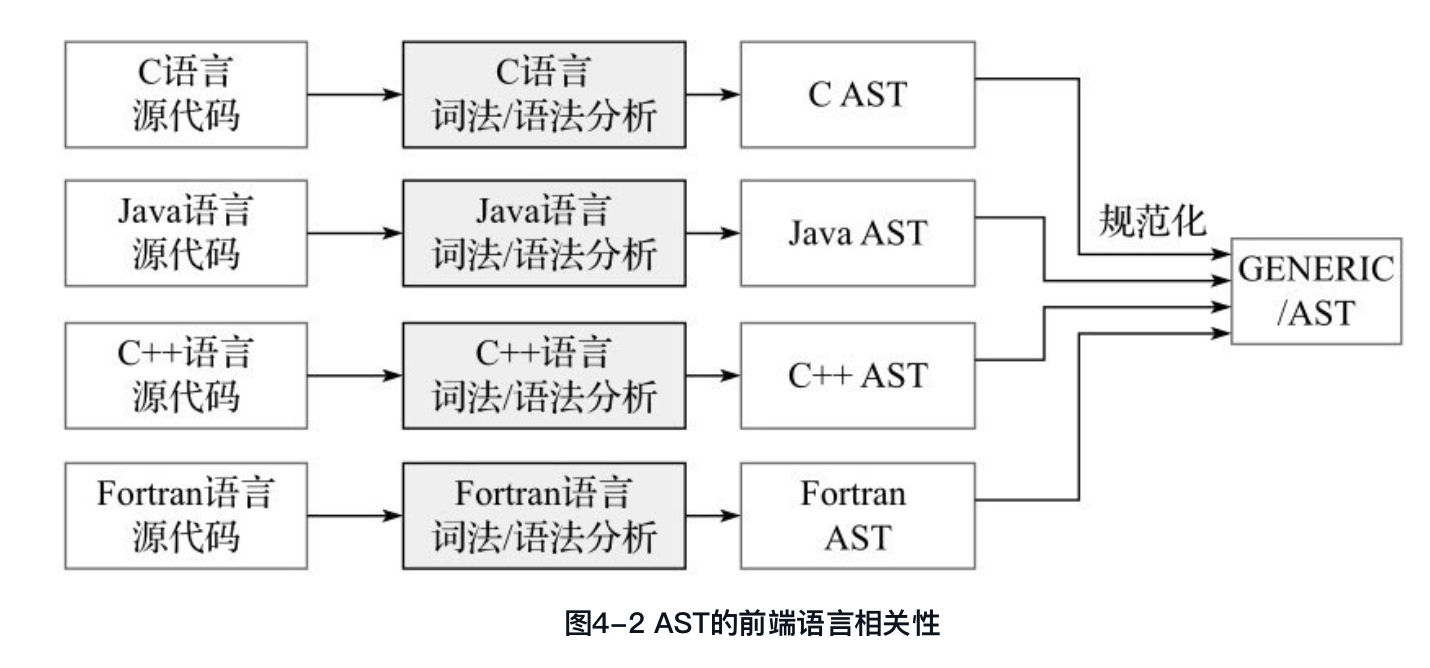 C语言
源代码
C语言
词法/语法分析
C AST
Java语言
源代码
Java语言
词法/语法分析
Java AST
规范化
GENERIC
/AST
C++语言
源代码
C++语言
词法/语法分析
C++ AST
Fortran语言
源代码
Fortran语言
词法/语法分析
Fortran
AST
图4-2 AST的前端语言相关性